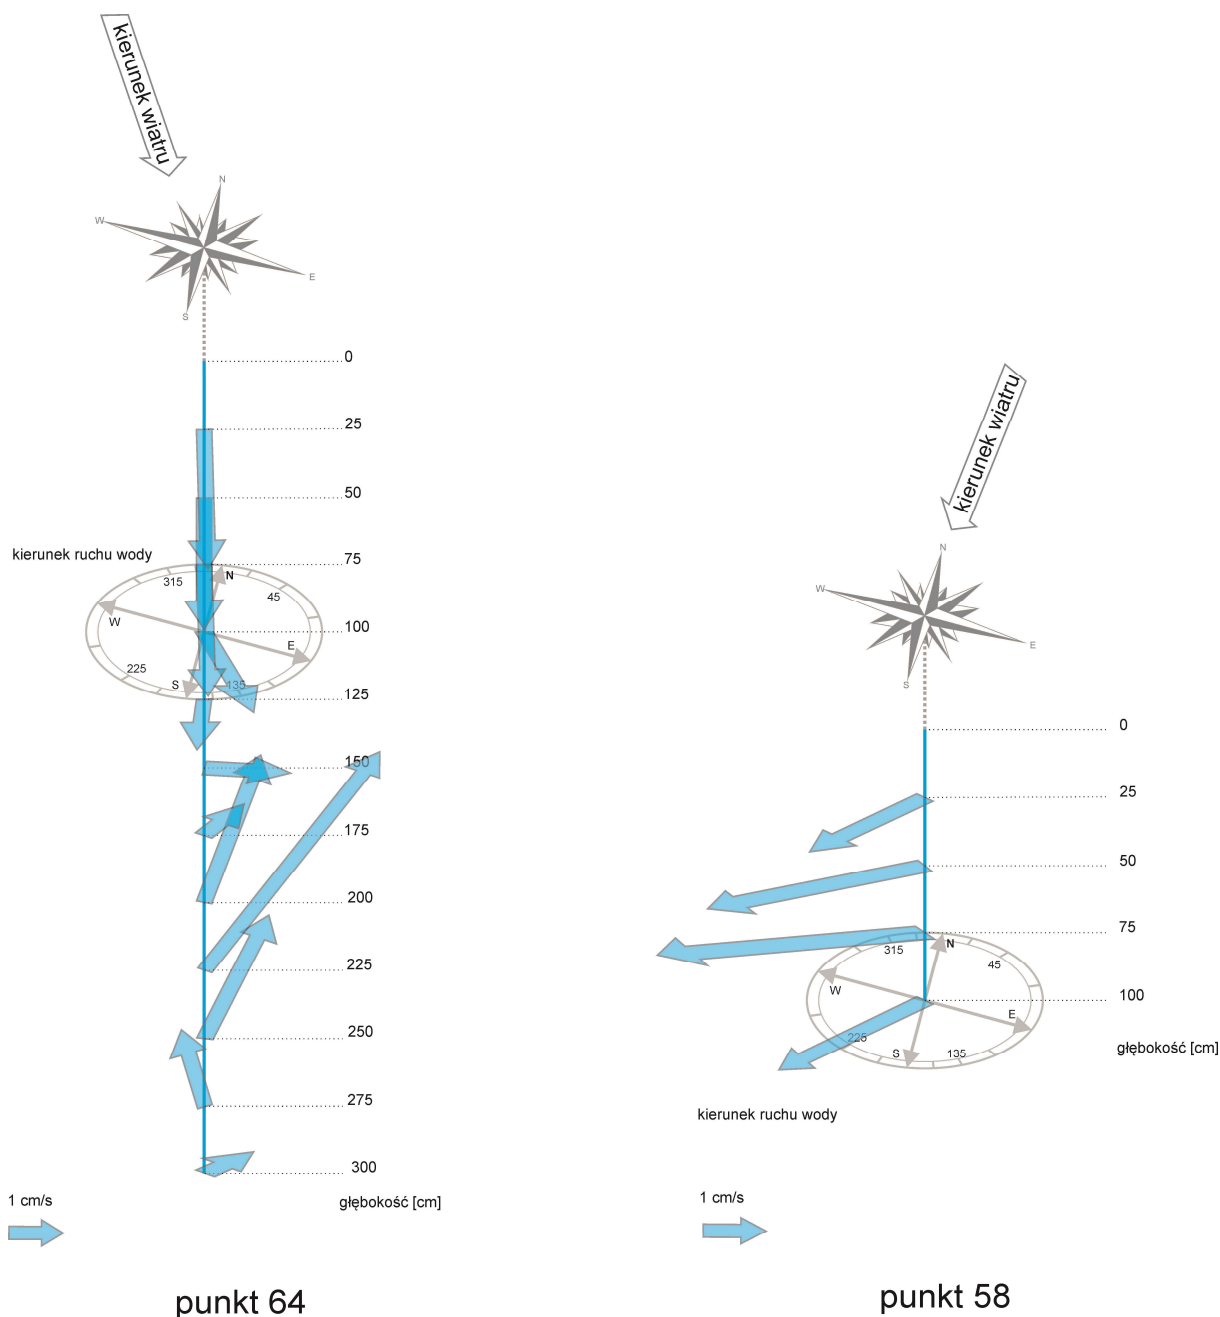 kierunek wiatru
N
W
E
S
0
25
50
kierunek ruchu wody
75
315
N
45
W
100
E
225
S
135
125
150
175
200
225
250
275
300
1 cm/s
głębokość [cm]
punkt 64
kierunek wiatru
N
W
E
S
0
25
50
75
315
N
45
W
100
E
225
S
135
głębokość [cm]
kierunek ruchu wody
1 cm/s
punkt 58